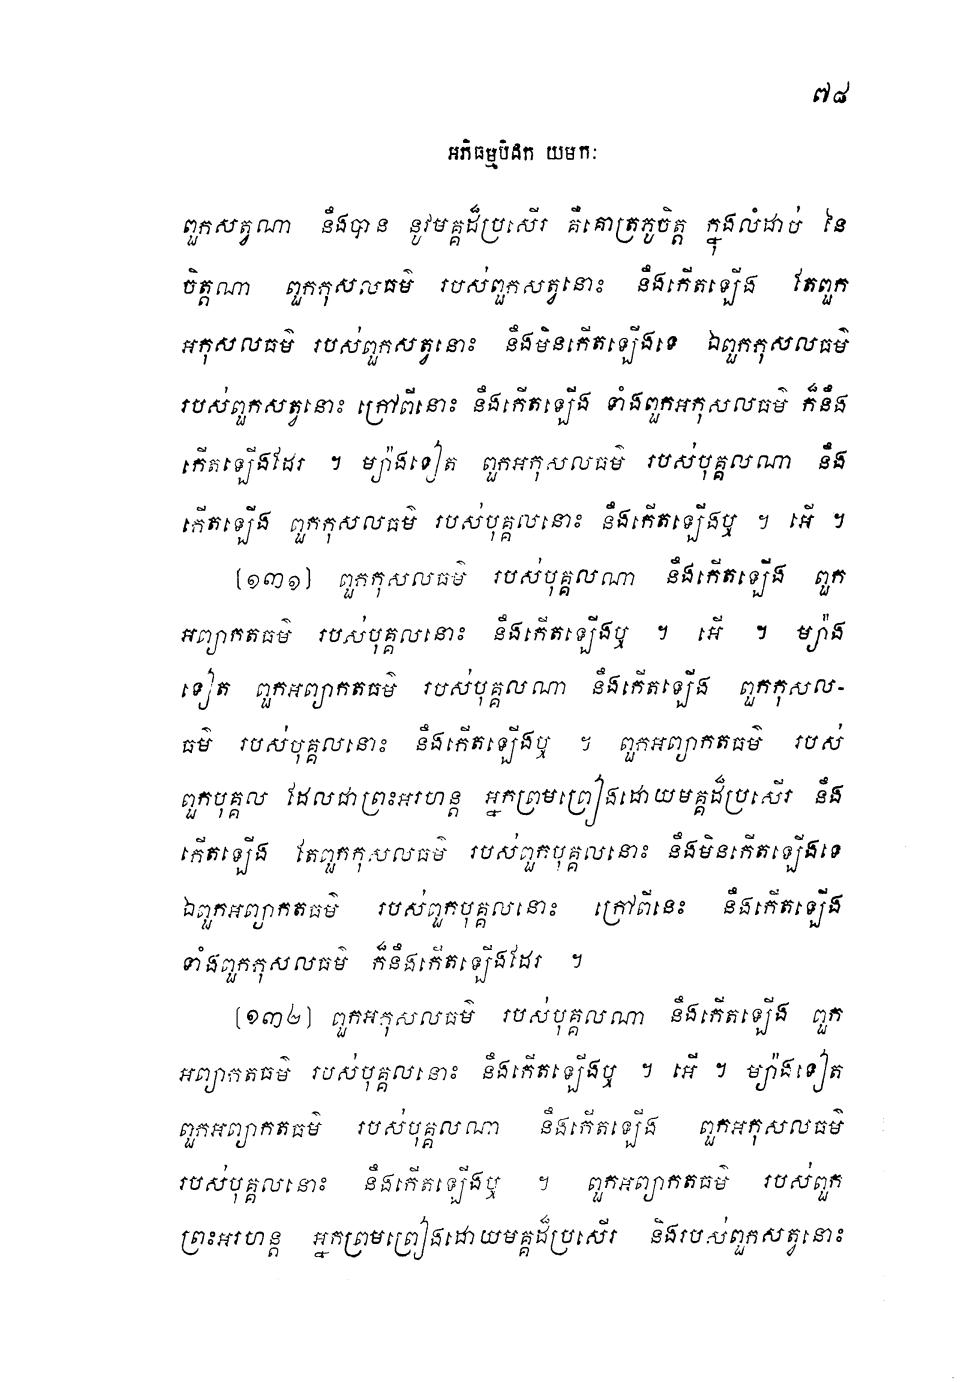 ៧៨
អភិធម្មបិដក យមកៈ
ពួកសត្វណា នឹងបាន នូវមគ្គដ៏ប្រសើរ គឺគោត្រភូចិត្ត ក្នុងលំដាប់ នៃ
ចិត្តណា ពួកកុសលធម៌ របស់ពួកសត្វនោះ នឹងកើតឡើង តែពួក
អកុសលធម៌ របស់ពួកសត្វនោះ នឹងមិនកើតឡើងទេ ឯពួកកុសលធម៌
របស់ពួកសត្វនោះ ក្រៅពីនោះ នឹងកើតឡើង ទាំងពួកអកុសលធម៌ ក៏នឹង
កើតឡើងដែរ ។ ម្យ៉ាងទៀត ពួកអកុសលធម៌ របស់បុគ្គលណា នឹង
កើតឡើង ពួកកុសលធម៌ របស់បុគ្គលនោះ នឹងកើតឡើងឬ ។ អើ ។
(១៣១) ពួកកុសលធម៌ របស់បុគ្គលណា នឹងកើតឡើង ពួក
អព្យាកតធម៌ របស់បុគ្គលនោះ នឹងកើតឡើងឬ ។ អើ ។ ម្យ៉ាង
ទៀត ពួកអព្យាកតធម៌ របស់បុគ្គលណា នឹងកើតឡើង ពួកកុសល-
ធម៌ របស់បុគ្គលនោះ នឹងកើតឡើងឬ ។ ពួកអព្យាកតធម៌ របស់
ពួកបុគ្គល ដែលជាព្រះអរហន្ត អ្នកព្រមព្រៀងដោយមគ្គដ៏ប្រសើរ នឹង
កើតឡើង តែពួកកុសលធម៌ របស់ពួកបុគ្គលនោះ នឹងមិនកើតឡើងទេ
ឯពួកអព្យាកតធម៌ របស់ពួកបុគ្គលនោះ ក្រៅពីនេះ នឹងកើតឡើង
ទាំងពួកកុសលធម៌ ក៏នឹងកើតឡើងដែរ ។
(១៣២) ពួកអកុសលធម៌ របស់បុគ្គលណា នឹងកើតឡើង ពួក
អព្យាកតធម៌ របស់បុគ្គលនោះ នឹងកើតឡើងឬ ។ អើ ។ ម្យ៉ាងទៀត
ពួកអព្យាកតធម៌ របស់បុគ្គលណា នឹងកើតឡើង ពួកអកុសលធម៌
របស់បុគ្គលនោះ នឹងកើតឡើងឬ ។ ពួកអព្យាកតធម៌ របស់ពួក
ព្រះអរហន្ត អ្នកព្រមព្រៀងដោយមគ្គដ៏ប្រសើរ និងរបស់ពួកសត្វនោះ